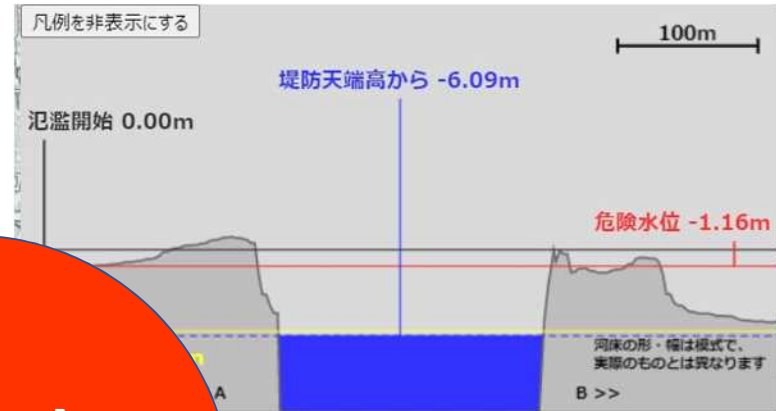 凡例を非表示にする
100m
堤防天端高から -6.09m
氾濫開始 0.00m
危険水位 -1.16m
河床の形・幅は模式で、
実際のものとは異なります
m
A
B >>